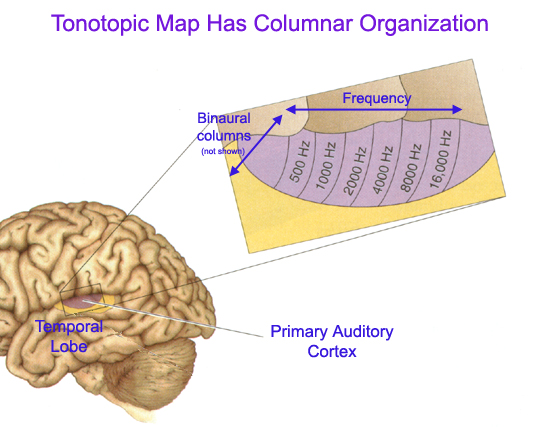 Tonotopic Map Has Columnar Organization
Frequency
Binaural
columns
(not shown)
500 Hz
1000 Hz
2000 Hz
4000 Hz
8000 Hz
16,000 Hz
Temporal
Lobe
Primary Auditory
Cortex